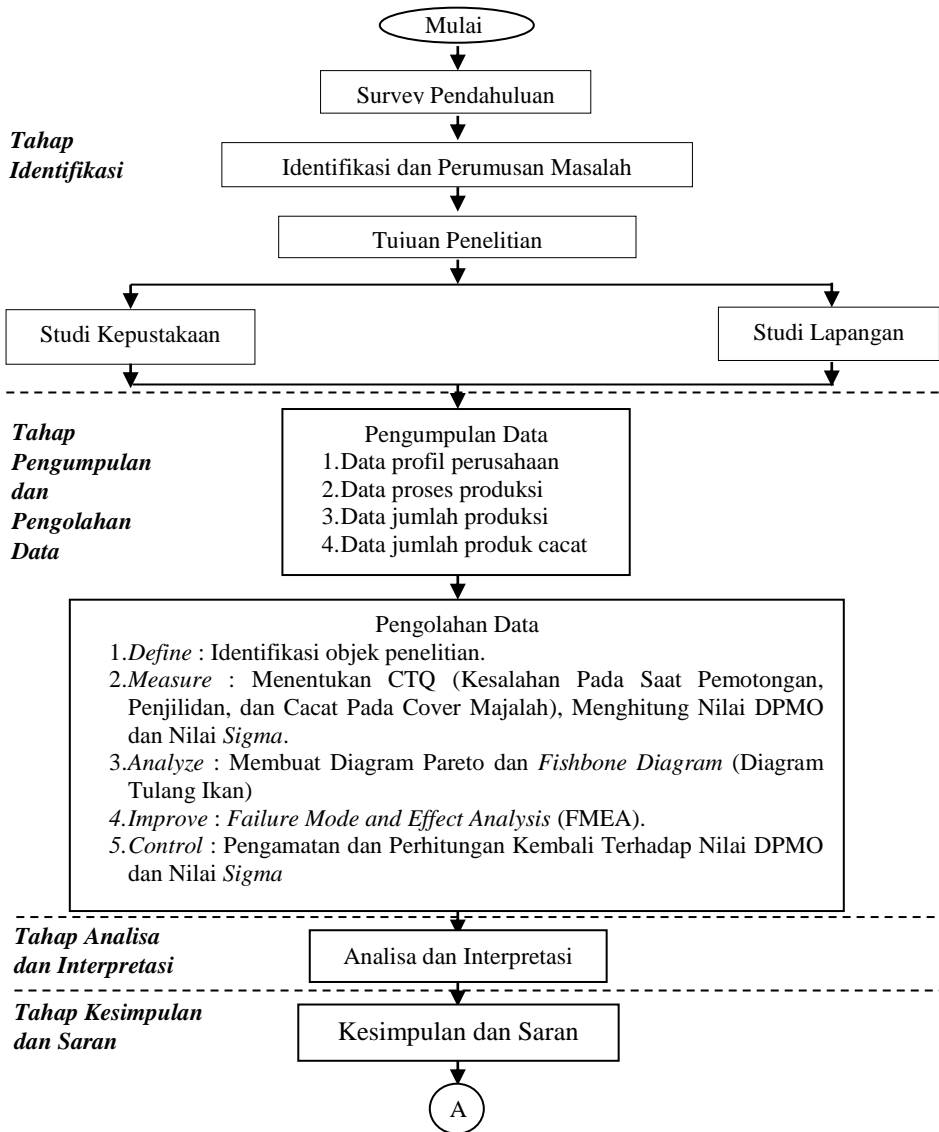 Mulai
Survey Pendahuluan
Tahap
Identifikasi
Identifikasi dan Perumusan Masalah
Tujuan Penelitian
Studi Kepustakaan
Studi Lapangan
Tahap
Pengumpulan
dan
Pengolahan
Data
Pengumpulan Data
1.Data profil perusahaan
2.Data proses produksi
3.Data jumlah produksi
4.Data jumlah produk cacat
Pengolahan Data
1.Define : Identifikasi objek penelitian.
2.Measure : Menentukan CTQ (Kesalahan Pada Saat Pemotongan,
Penjilidan, dan Cacat Pada Cover Majalah), Menghitung Nilai DPMO
dan Nilai Sigma.
3.Analyze : Membuat Diagram Pareto dan Fishbone Diagram (Diagram
Tulang Ikan)
4.Improve : Failure Mode and Effect Analysis (FMEA).
5.Control : Pengamatan dan Perhitungan Kembali Terhadap Nilai DPMO
dan Nilai Sigma
Tahap Analisa
dan Interpretasi
Analisa dan Interpretasi
Tahap Kesimpulan
dan Saran
Kesimpulan dan Saran
A